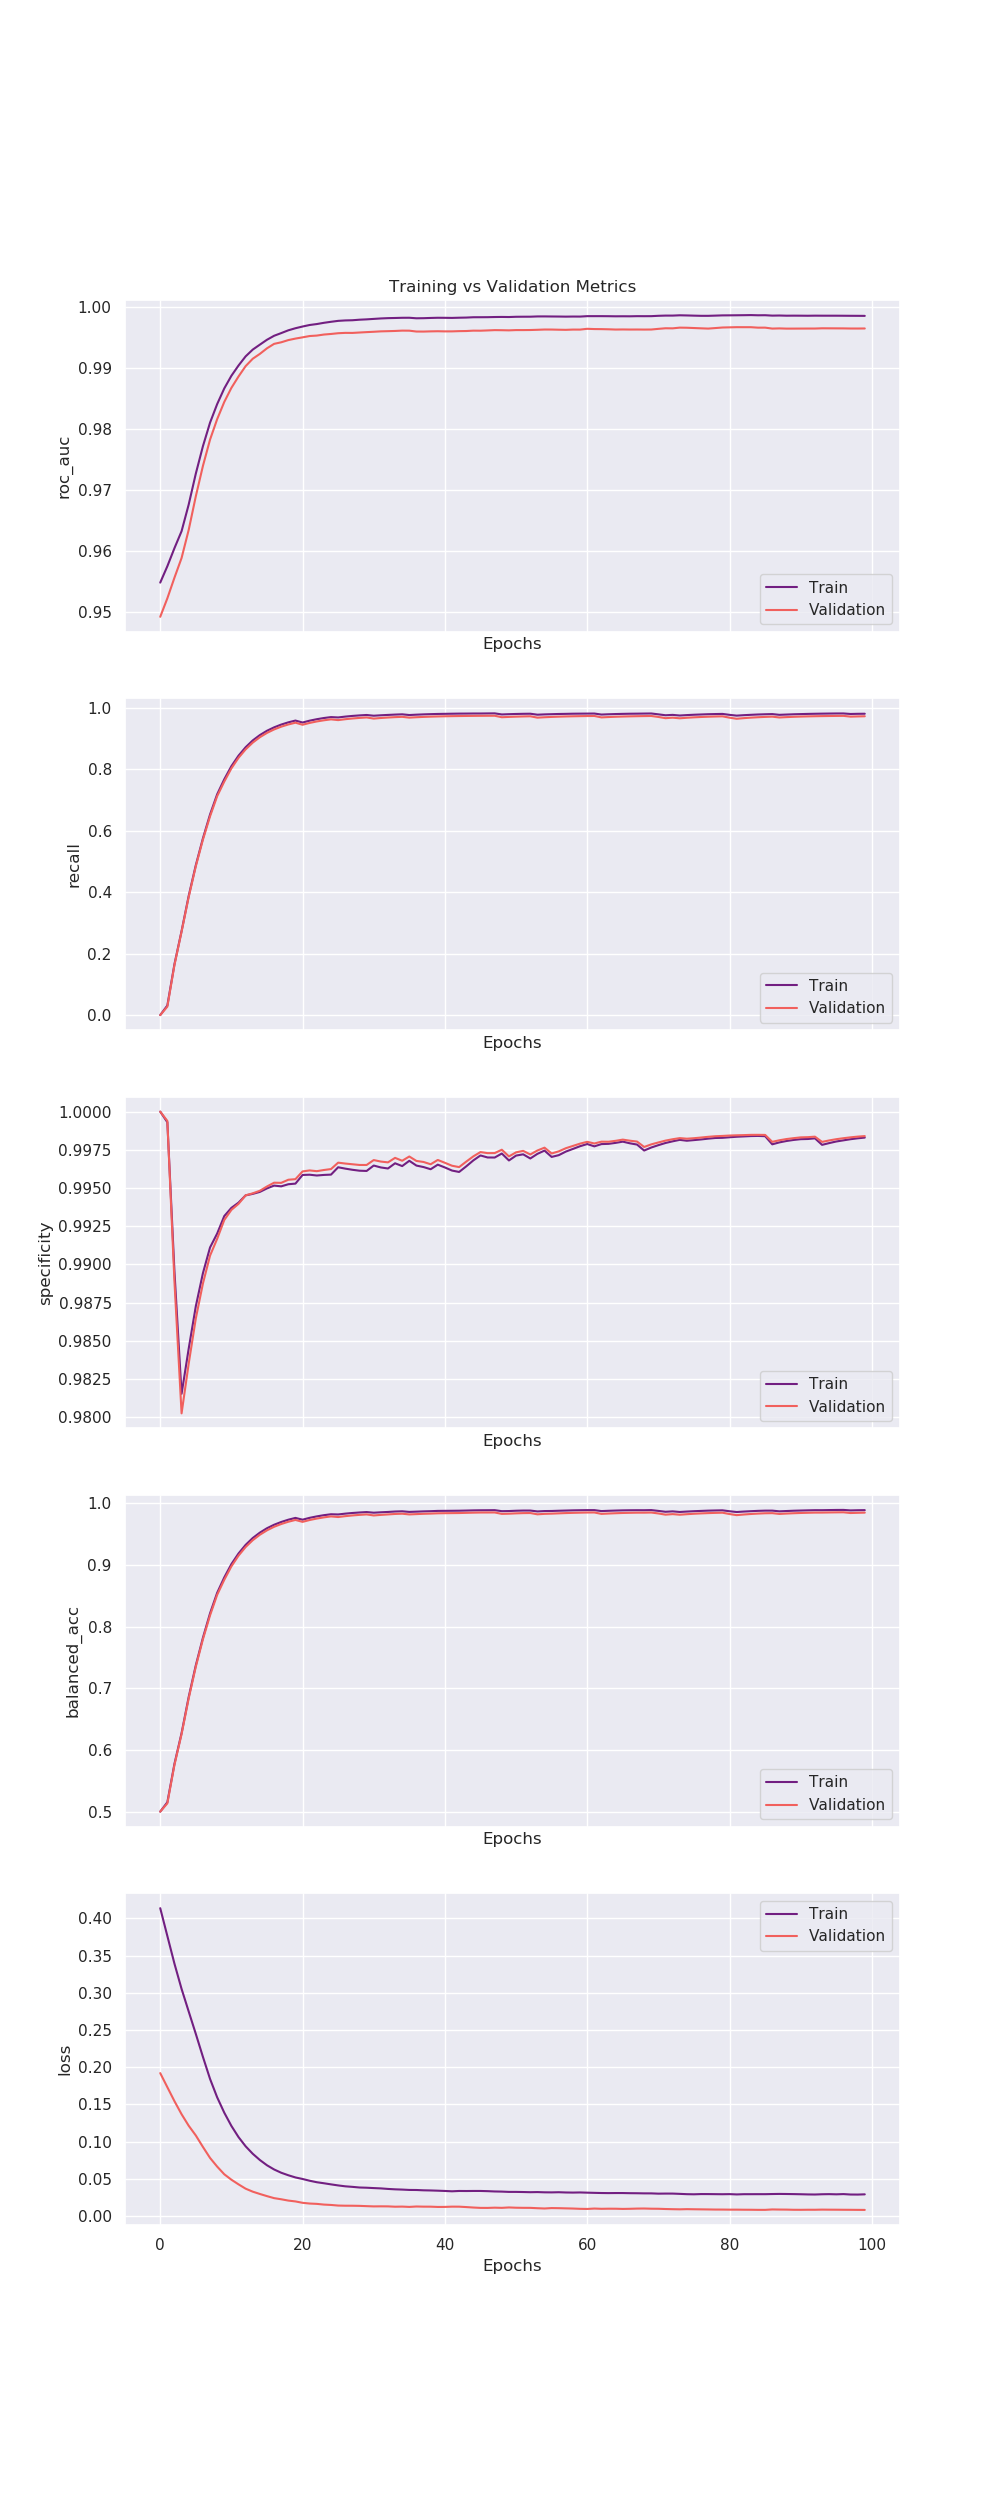 Training vs Validation Metrics
1.00
0.99
0.98
0.97
0.96
0.95
roc_auc
Train
Validation
Epochs
1.0
0.8
0.6
0.4
0.2
0.0
recall
Train
Validation
Epochs
1.0000
0.9975
0.9950
0.9925
0.9900
0.9875
0.9850
0.9825
0.9800
specificity
Train
Validation
Epochs
1.0
0.9
0.8
0.7
0.6
0.5
balanced_acc
Train
Validation
Epochs
0.40
0.35
0.30
0.25
0.20
0.15
0.10
0.05
0.00
loss
Train
Validation
0 20 40 60 80 100
Epochs